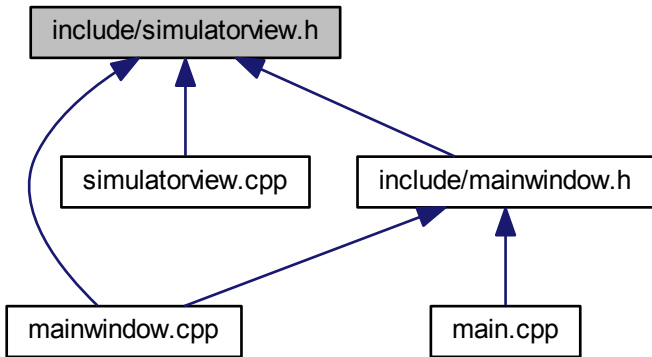 include/simulatorview.h
simulatorview.cpp
include/mainwindow.h
mainwindow.cpp
main.cpp